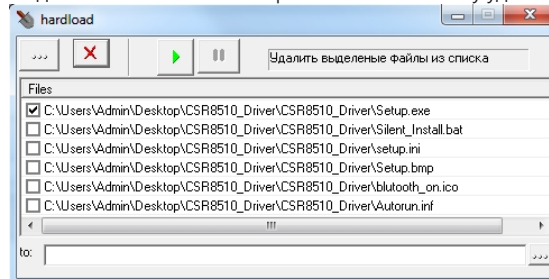 hardload
...
Удалить выделеные файлы из списка
Files
C:\Users\Admin\Desktop\CSR8510_Driver\CSR8510_Driver\Setup.exe
C:\Users\Admin\Desktop\CSR8510_Driver\CSR8510_Driver\Silent_Install.bat
C:\Users\Admin\Desktop\CSR8510_Driver\CSR8510_Driver\setup.ini
C:\Users\Admin\Desktop\CSR8510_Driver\CSR8510_Driver\Setup.bmp
C:\Users\Admin\Desktop\CSR8510_Driver\CSR8510_Driver\blutooth_on.ico
C:\Users\Admin\Desktop\CSR8510_Driver\CSR8510_Driver\Autorun.inf
to:
...